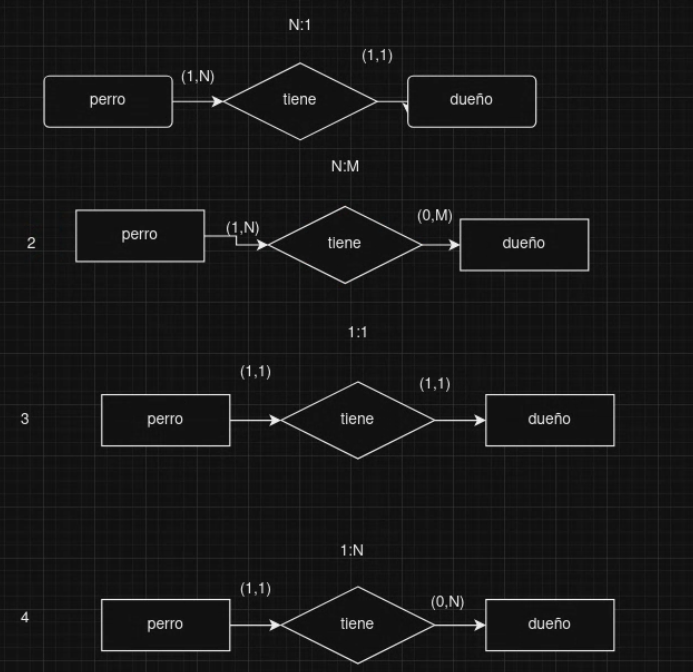 N:1
(1,N)
(1,1)
perro
tiene
dueño
N:M
2
perro
(1,N)
tiene
(0,M)
dueño
1:1
3
(1,1)
(1,1)
perro
tiene
dueño
1:N
4
(1,1)
(0,N)
perro
tiene
dueño